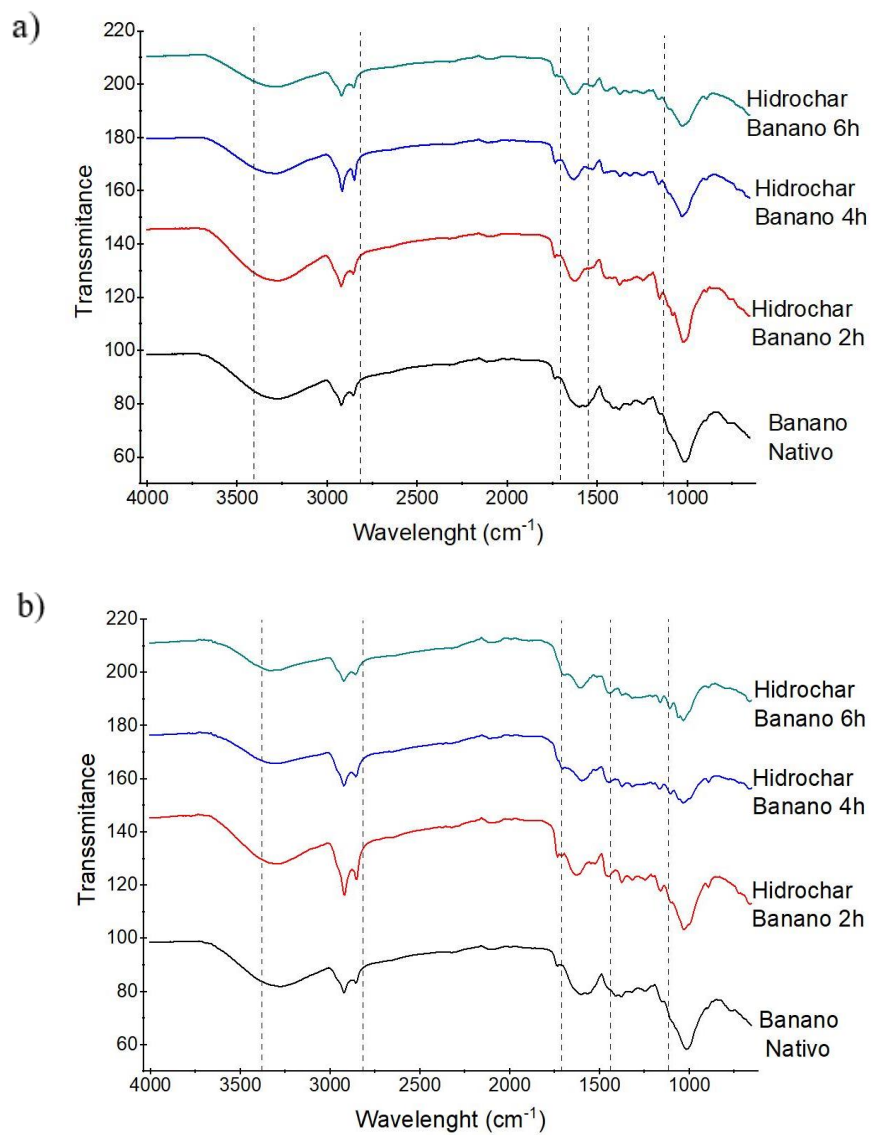 a)
220
200
180
160
140
120
100
80
60
Transsmitance
Hidrochar
Banano 6h
Hidrochar
Banano 4h
Hidrochar
Banano 2h
Banano
Nativo
4000 3500 3000 2500 2000 1500 1000
Wavelenght (cm⁻¹)
b)
220
200
180
160
140
120
100
80
60
Transsmitance
Hidrochar
Banano 6h
Hidrochar
Banano 4h
Hidrochar
Banano 2h
Banano
Nativo
4000 3500 3000 2500 2000 1500 1000
Wavelenght (cm⁻¹)